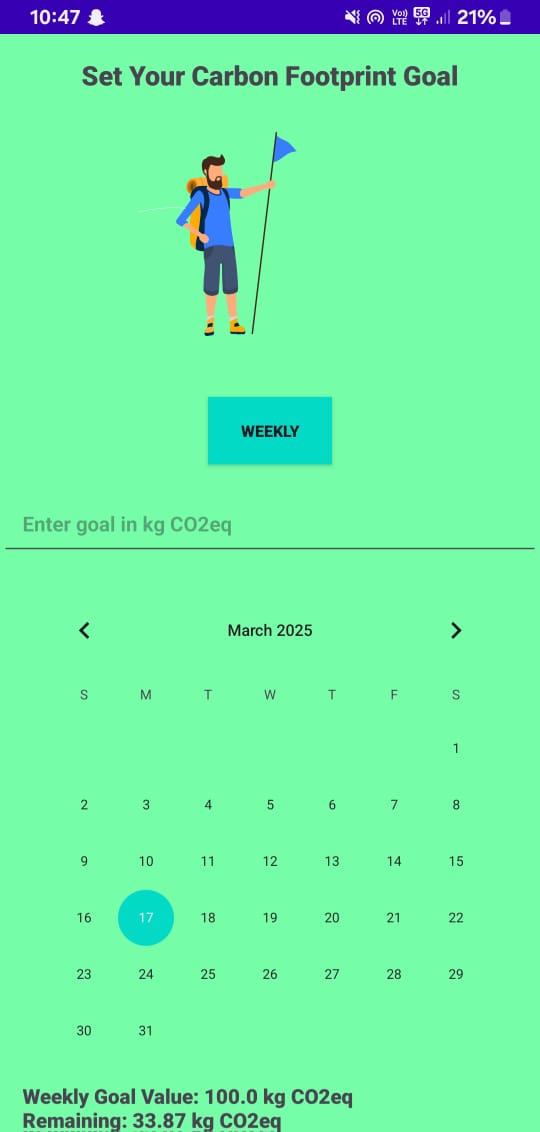 10:47 Vo) LTE 5G 21%
Set Your Carbon Footprint Goal
WEEKLY
Enter goal in kg CO2eq
March 2025
S M T W T F S
1
2 3 4 5 6 7 8
9 10 11 12 13 14 15
16 17 18 19 20 21 22
23 24 25 26 27 28 29
30 31
Weekly Goal Value: 100.0 kg CO2eq
Remaining: 33.87 kg CO2eq